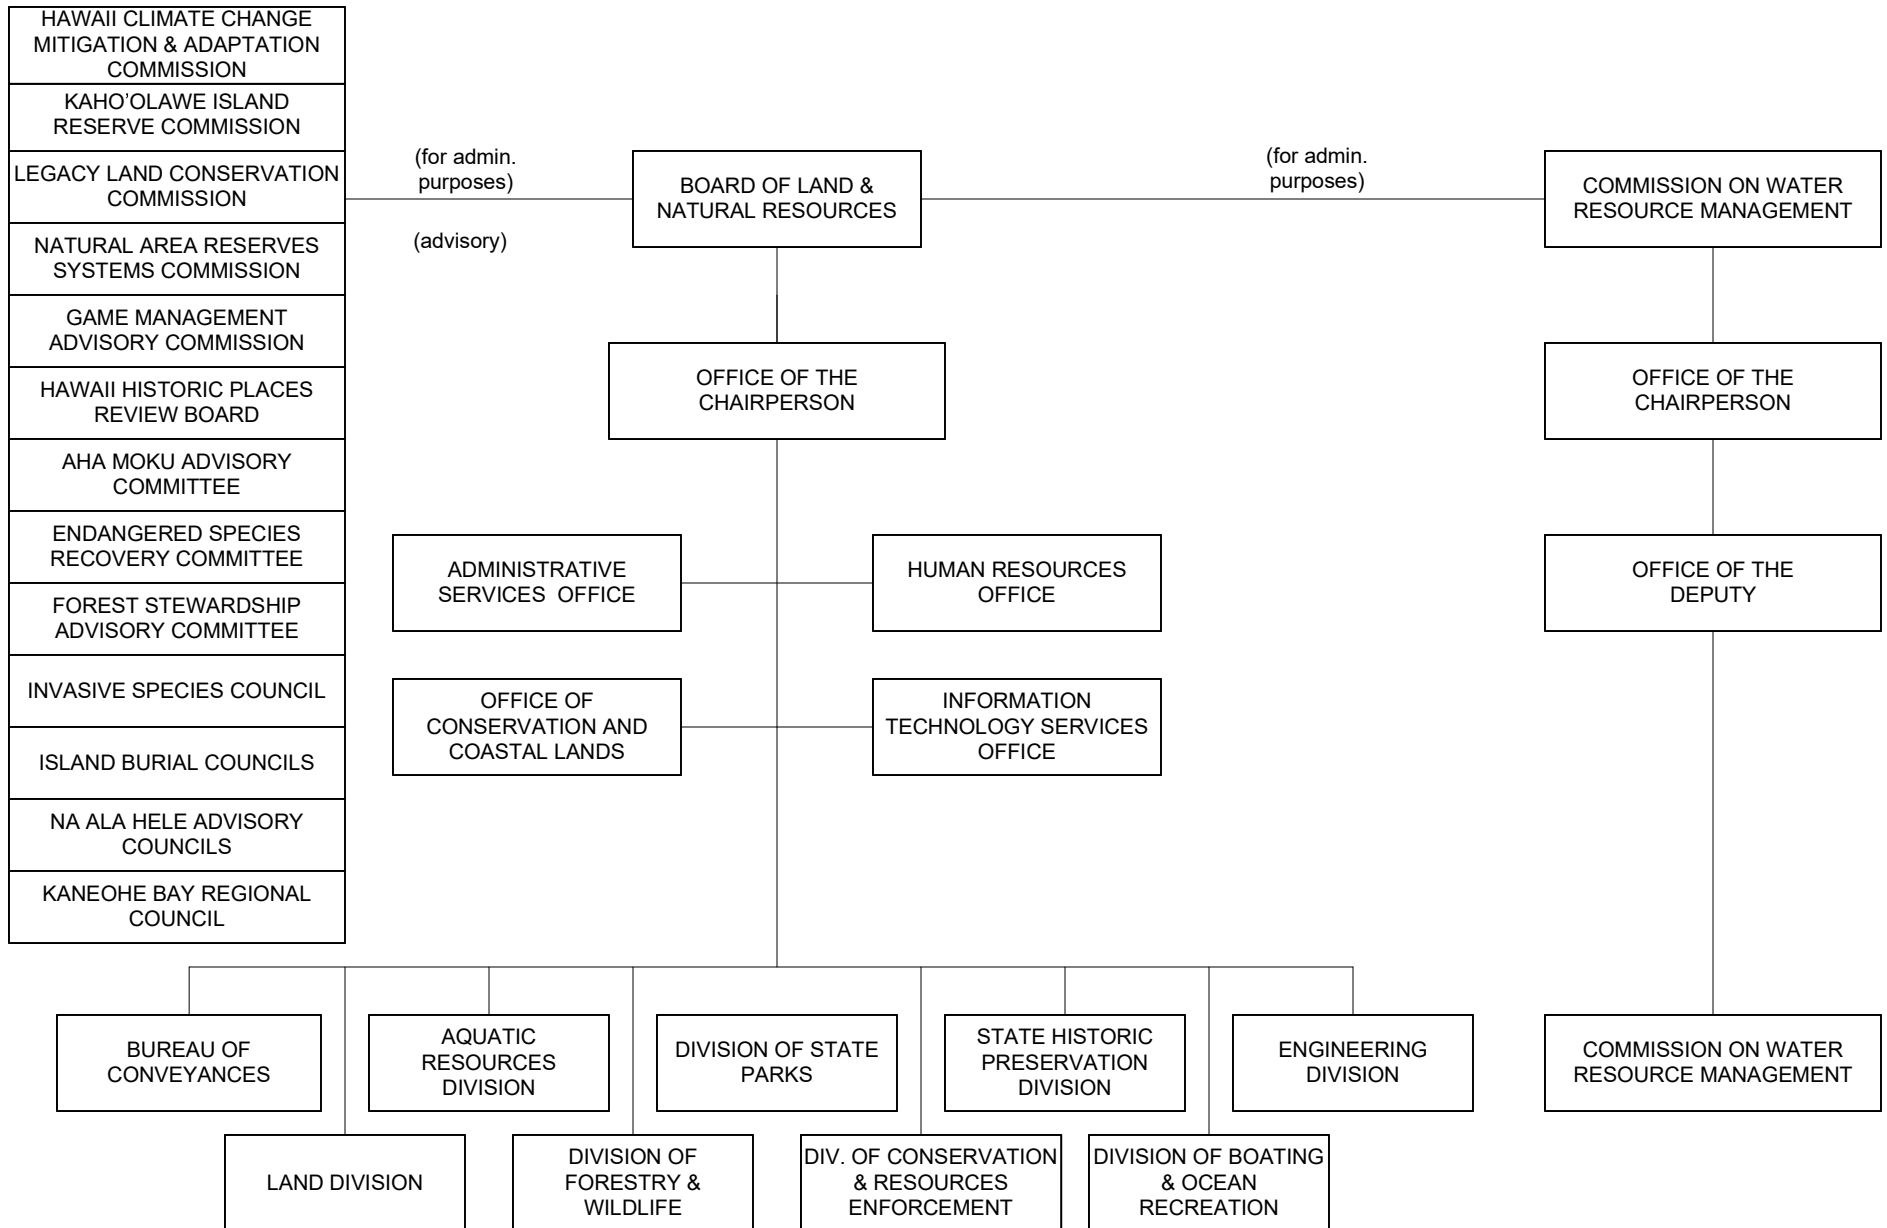 HAWAII CLIMATE CHANGE
MITIGATION & ADAPTATION
COMMISSION
KAHO’OLAWE ISLAND
RESERVE COMMISSION
LEGACY LAND CONSERVATION
COMMISSION
NATURAL AREA RESERVES
SYSTEMS COMMISSION
GAME MANAGEMENT
ADVISORY COMMISSION
HAWAII HISTORIC PLACES
REVIEW BOARD
AHA MOKU ADVISORY
COMMITTEE
ENDANGERED SPECIES
RECOVERY COMMITTEE
FOREST STEWARDSHIP
ADVISORY COMMITTEE
INVASIVE SPECIES COUNCIL
ISLAND BURIAL COUNCILS
NA ALA HELE ADVISORY
COUNCILS
KANEOHE BAY REGIONAL
COUNCIL
(for admin.
purposes)
(advisory)
BOARD OF LAND &
NATURAL RESOURCES
(for admin.
purposes)
COMMISSION ON WATER
RESOURCE MANAGEMENT
OFFICE OF THE
CHAIRPERSON
OFFICE OF THE
CHAIRPERSON
ADMINISTRATIVE
SERVICES OFFICE
HUMAN RESOURCES
OFFICE
OFFICE OF THE
DEPUTY
OFFICE OF
CONSERVATION AND
COASTAL LANDS
INFORMATION
TECHNOLOGY SERVICES
OFFICE
BUREAU OF
CONVEYANCES
AQUATIC
RESOURCES
DIVISION
DIVISION OF STATE
PARKS
STATE HISTORIC
PRESERVATION
DIVISION
ENGINEERING
DIVISION
COMMISSION ON WATER
RESOURCE MANAGEMENT
LAND DIVISION
DIVISION OF
FORESTRY &
WILDLIFE
DIV. OF CONSERVATION
& RESOURCES
ENFORCEMENT
DIVISION OF BOATING
& OCEAN
RECREATION